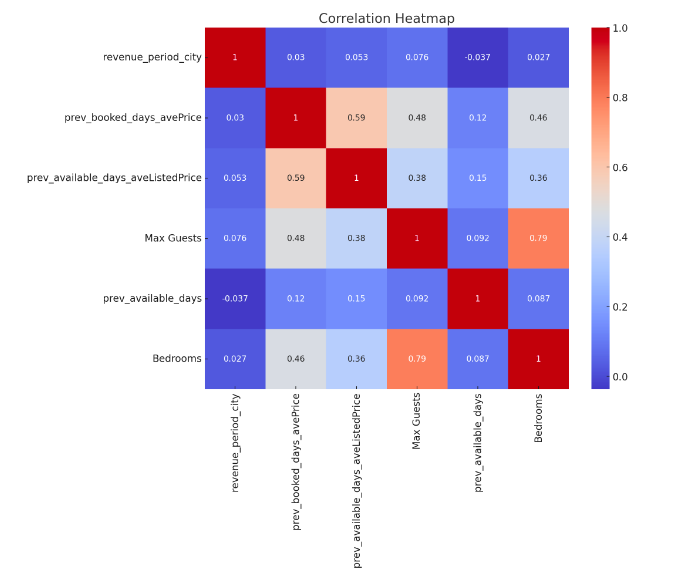 Correlation Heatmap
revenue_period_city 1 0.03 0.053 0.076 -0.037 0.027
prev_booked_days_avePrice 0.03 1 0.59 0.48 0.12 0.46
prev_available_days_aveListedPrice 0.053 0.59 1 0.38 0.15 0.36
Max Guests 0.076 0.48 0.38 1 0.092 0.79
prev_available_days -0.037 0.12 0.15 0.092 1 0.087
Bedrooms 0.027 0.46 0.36 0.79 0.087 1
revenue_period_city
prev_booked_days_avePrice
prev_available_days_aveListedPrice
Max Guests
prev_available_days
Bedrooms
1.0
0.8
0.6
0.4
0.2
0.0